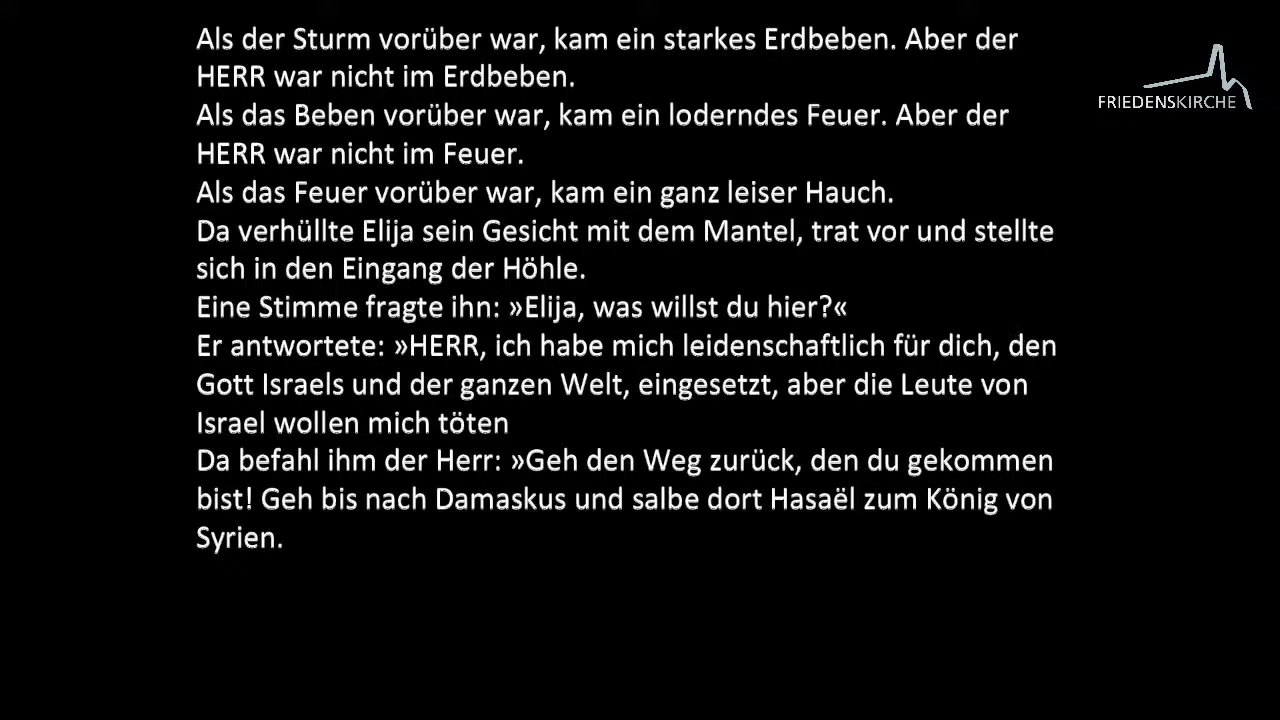 Als der Sturm vorüber war, kam ein starkes Erdbeben. Aber der
HERR war nicht im Erdbeben.
Als das Beben vorüber war, kam ein loderndes Feuer. Aber der
HERR war nicht im Feuer.
Als das Feuer vorüber war, kam ein ganz leiser Hauch.
Da verhüllte Elija sein Gesicht mit dem Mantel, trat vor und stellte
sich in den Eingang der Höhle.
Eine Stimme fragte ihn: »Elija, was willst du hier?«
Er antwortete: »HERR, ich habe mich leidenschaftlich für dich, den
Gott Israels und der ganzen Welt, eingesetzt, aber die Leute von
Israel wollen mich töten
Da befahl ihm der Herr: »Geh den Weg zurück, den du gekommen
bist! Geh bis nach Damaskus und salbe dort Hasaël zum König von
Syrien.
FRIEDENSKIRCHE